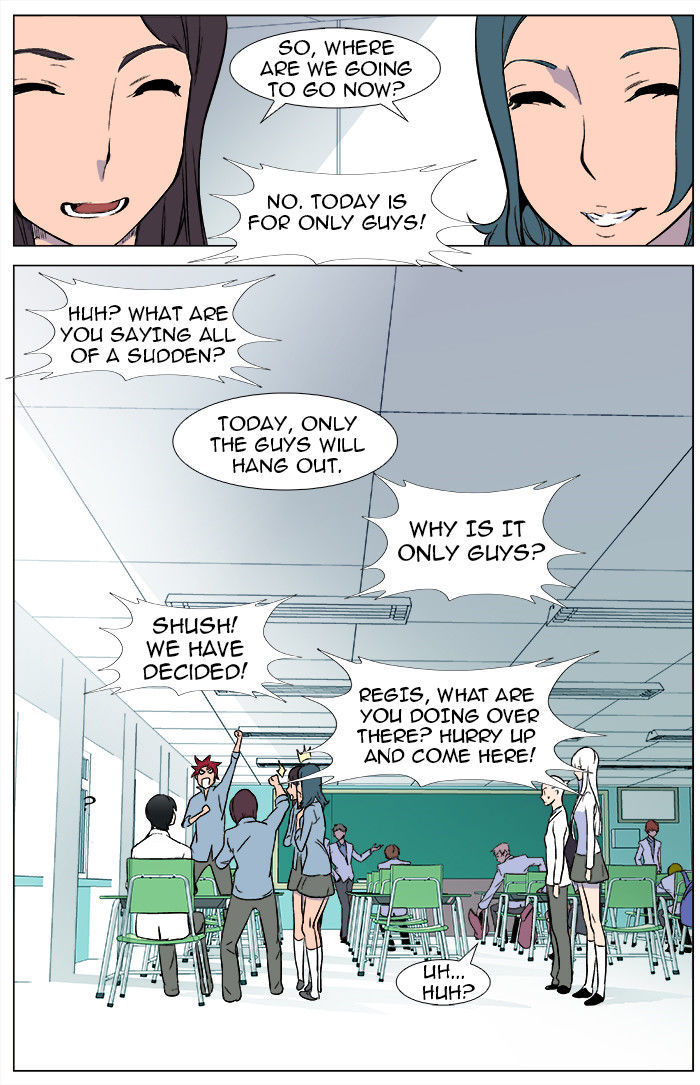 SO, WHERE
ARE WE GOING
TO GO NOW?
NO. TODAY IS
FOR ONLY GUYS!
HUH? WHAT ARE
YOU SAYING ALL
OF A SUDDEN?
TODAY, ONLY
THE GUYS WILL
HANG OUT.
WHY IS IT
ONLY GUYS?
SHUSH!
WE HAVE
DECIDED!
REGIS, WHAT ARE
YOU DOING OVER
THERE? HURRY UP
AND COME HERE!
?
UH...
HUH?